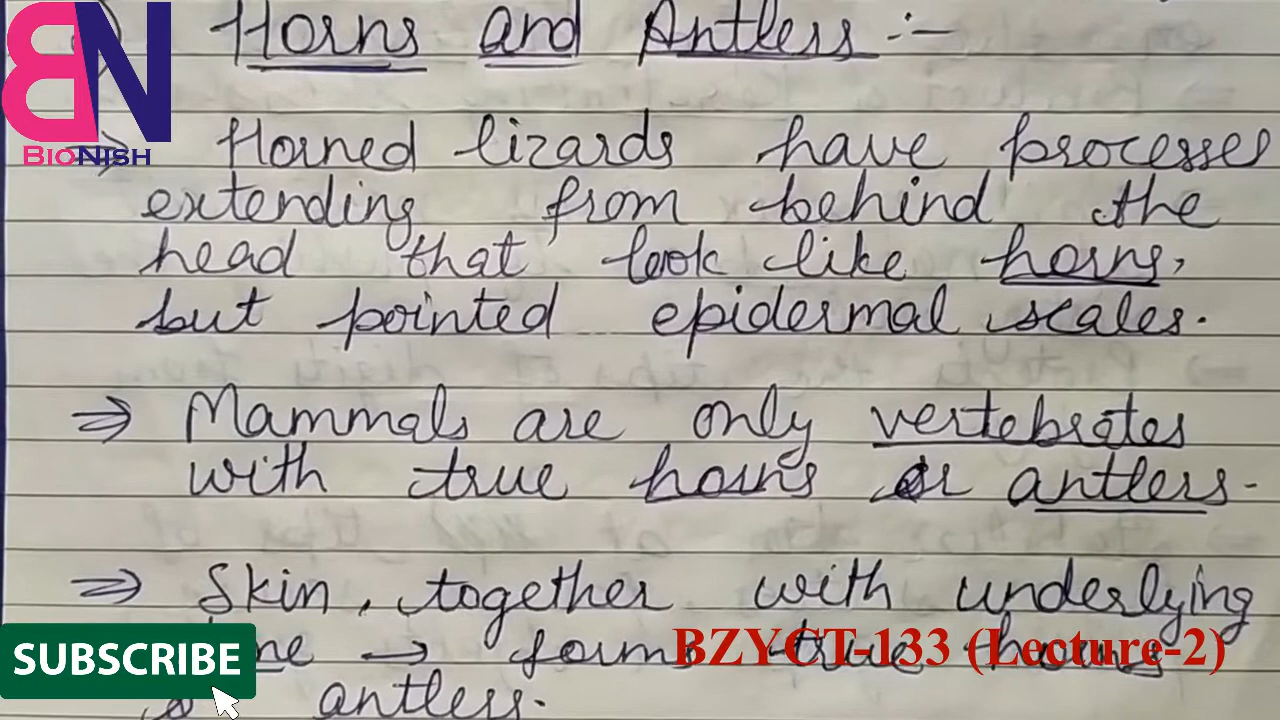 Horns and Antlers :-
BN
BIONISH
Horned lizards have processes
extending from behind the
head that look like horns,
but pointed epidermal scales.
⇒ Mammals are only vertebrates
with true horns or antlers.
⇒ Skin, together with underlying
→ forms true horns
antlers.
SUBSCRIBE
BZYCT-133 (Lecture-2)